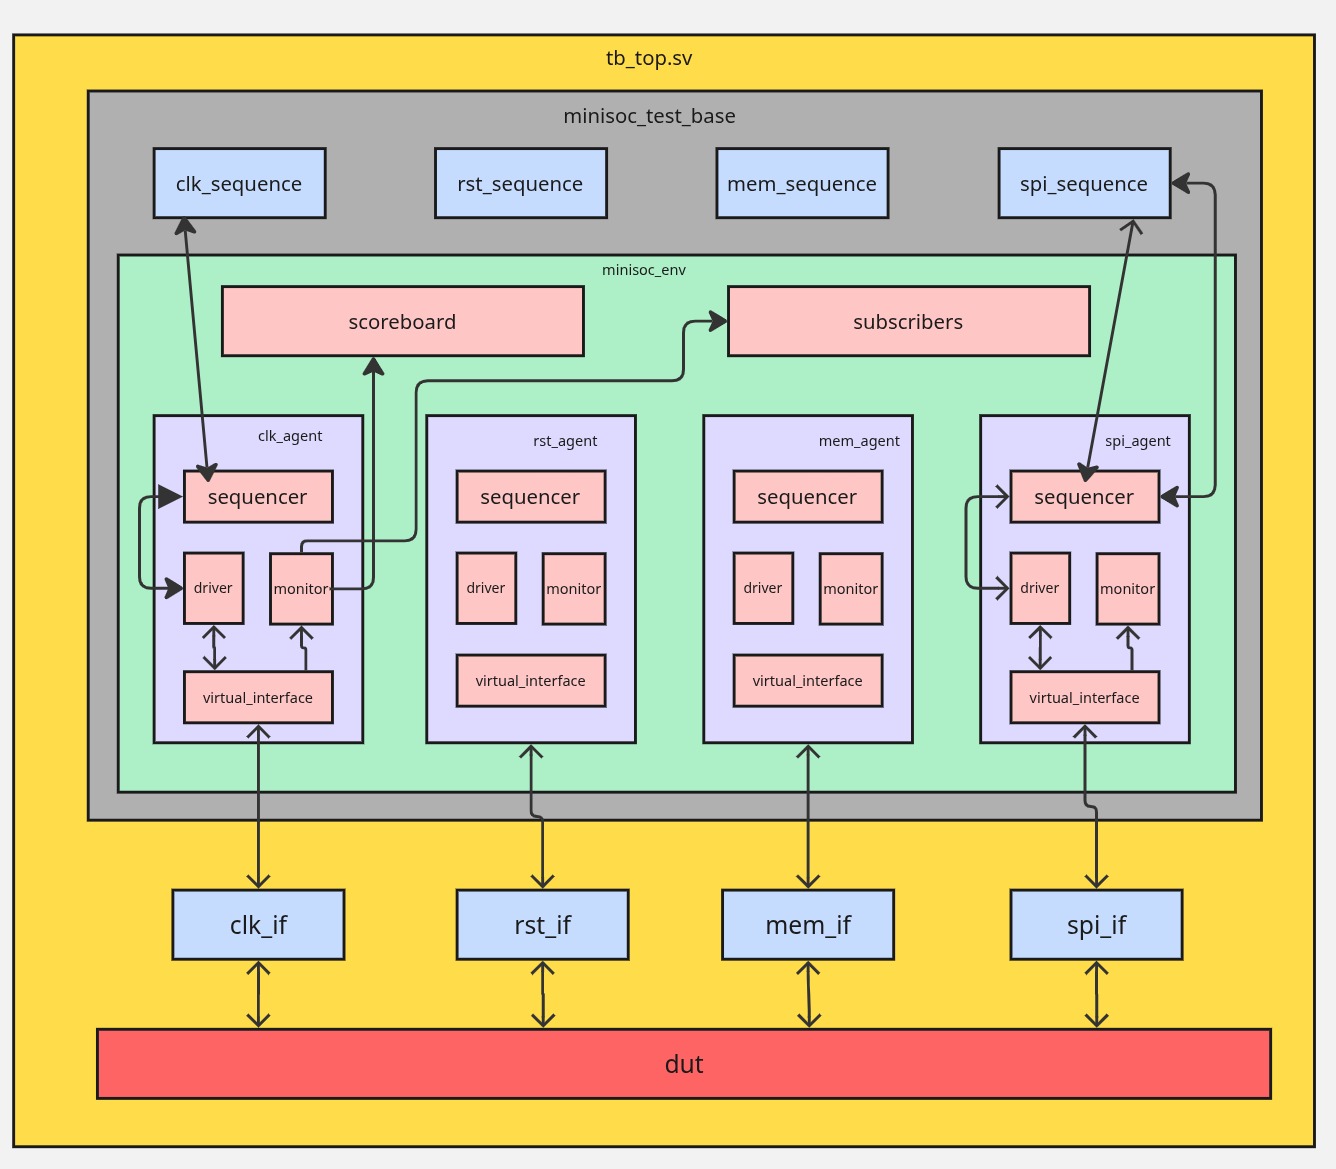 tb_top.sv
minisoc_test_base
clk_sequence
rst_sequence
mem_sequence
spi_sequence
minisoc_env
scoreboard
subscribers
clk_agent
rst_agent
mem_agent
spi_agent
sequencer
sequencer
sequencer
sequencer
driver
monitor
driver
monitor
driver
monitor
driver
monitor
virtual_interface
virtual_interface
virtual_interface
virtual_interface
clk_if
rst_if
mem_if
spi_if
dut